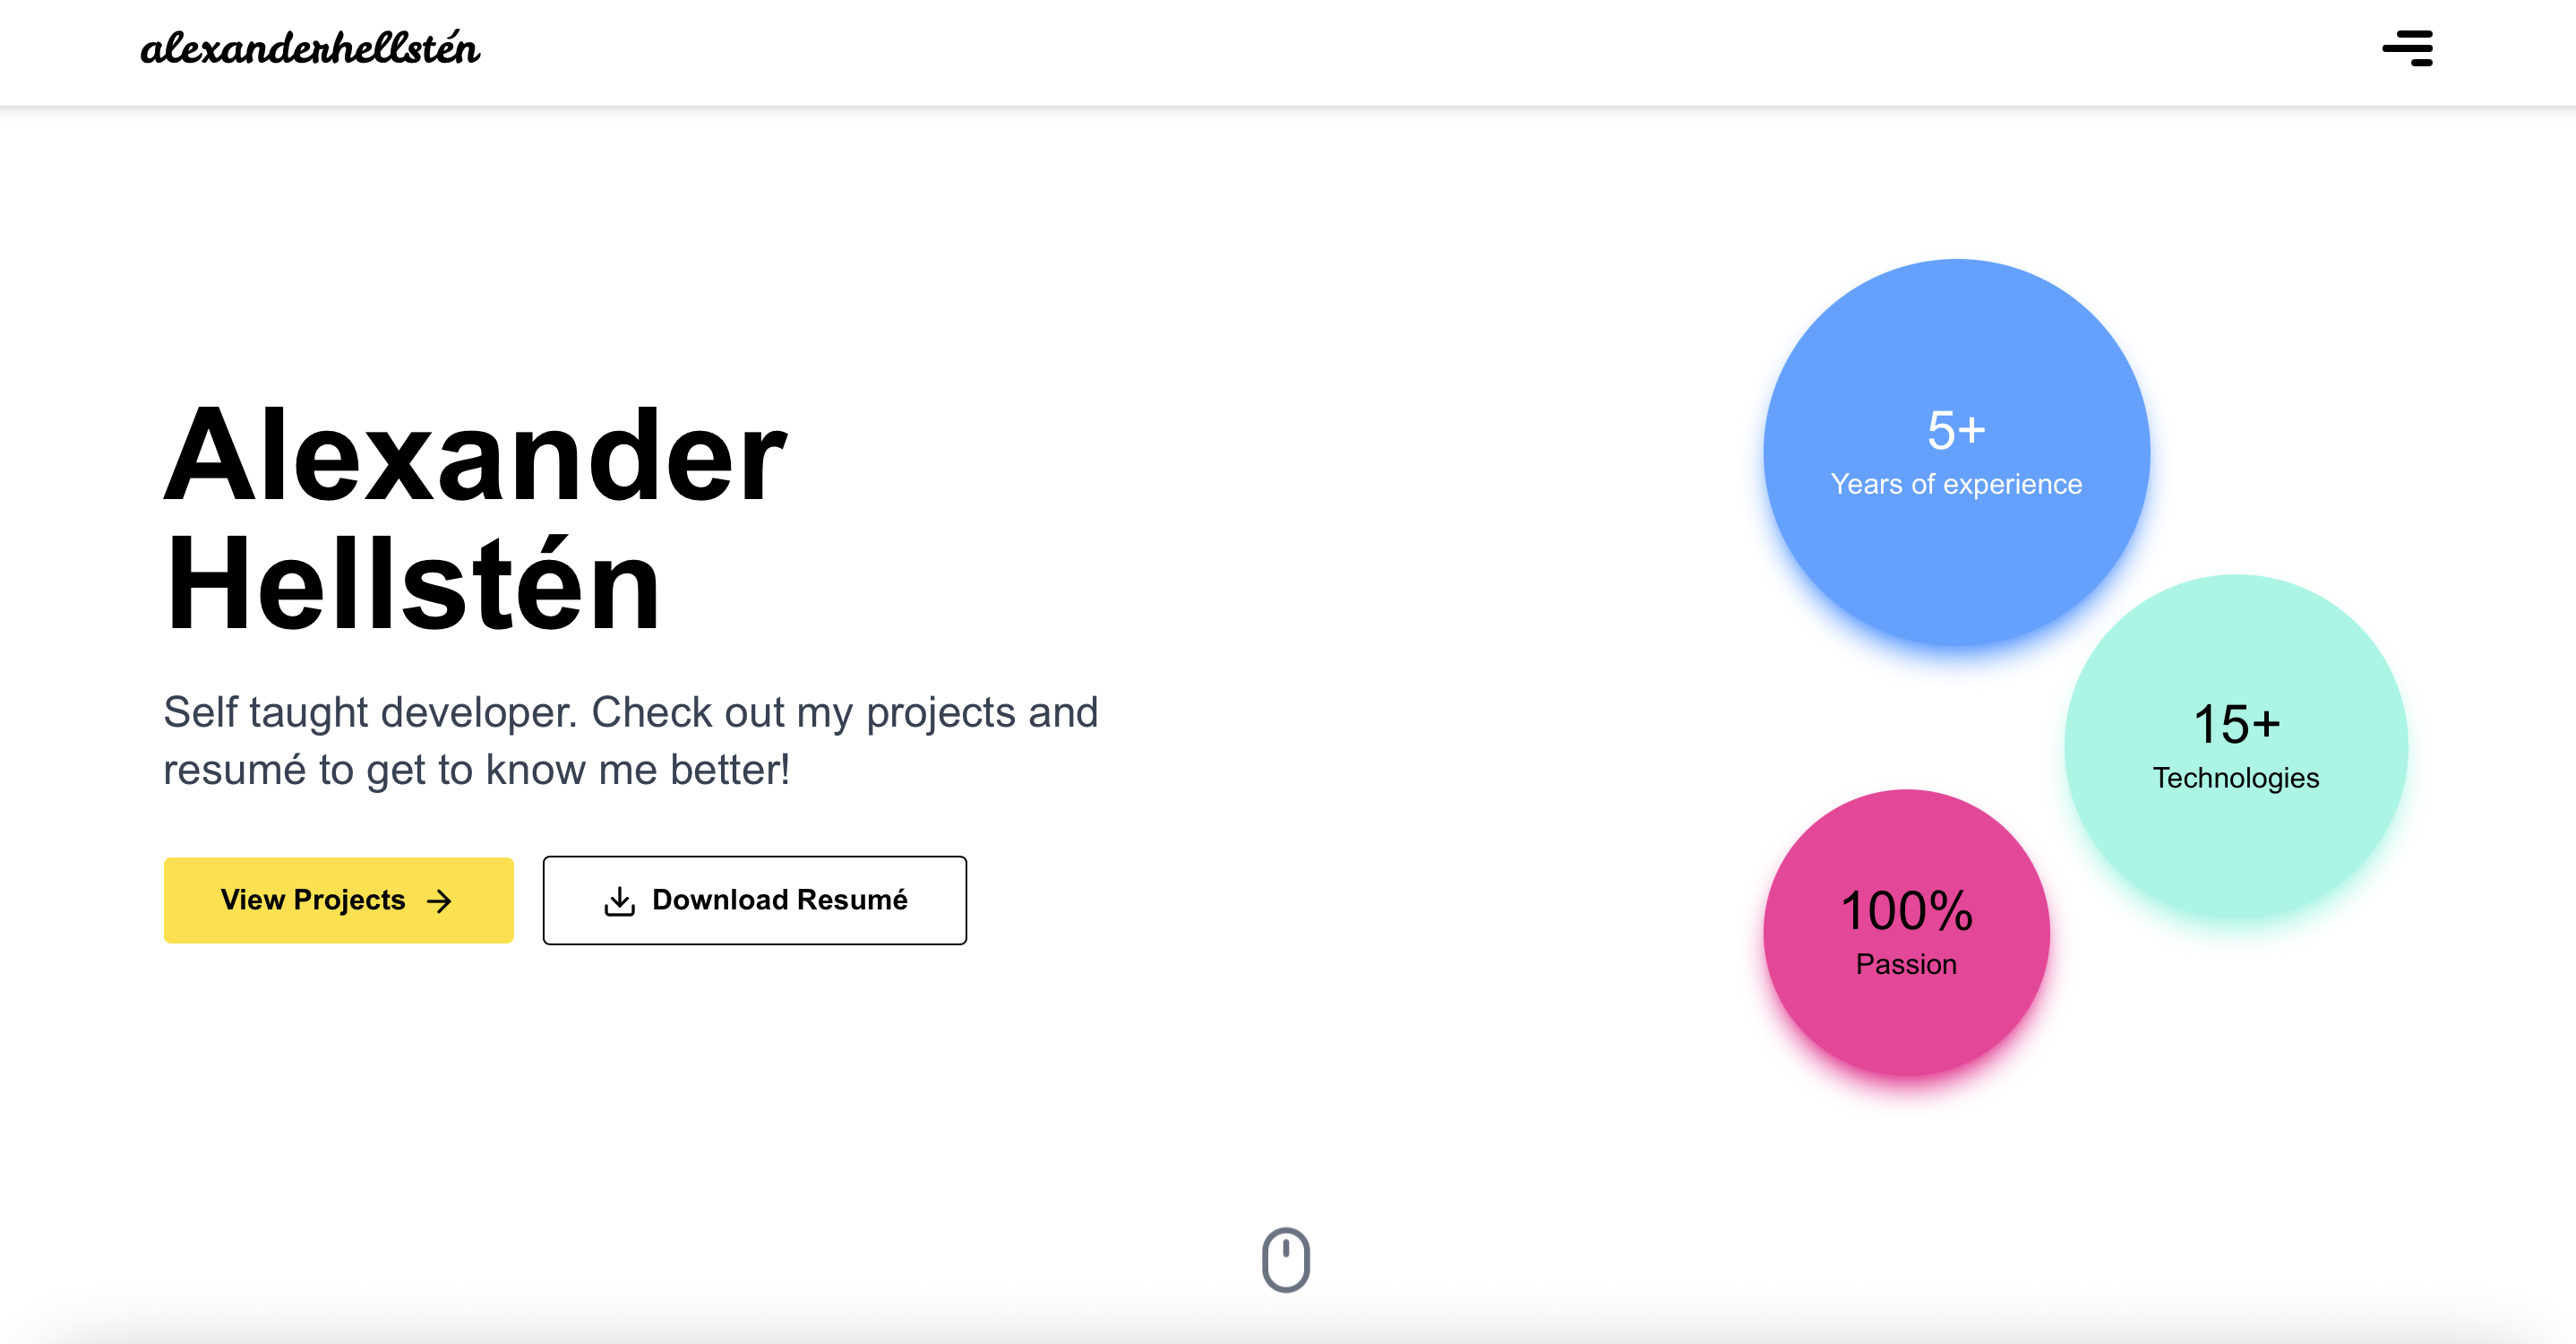 alexanderhellstén
Alexander
Hellstén
Self taught developer. Check out my projects and
resumé to get to know me better!
View Projects
Download Resumé
5+
Years of experience
15+
Technologies
100%
Passion